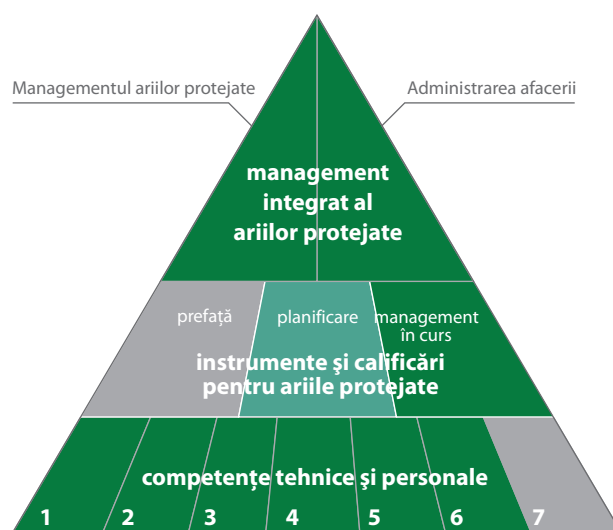 Managementul ariilor protejate
Administrarea afacerii
management
integrat al
ariilor protejate
prefață
planificare
management
în curs
instrumente şi calificări
pentru ariile protejate
competențe tehnice şi personale
1 2 3 4 5 6 7